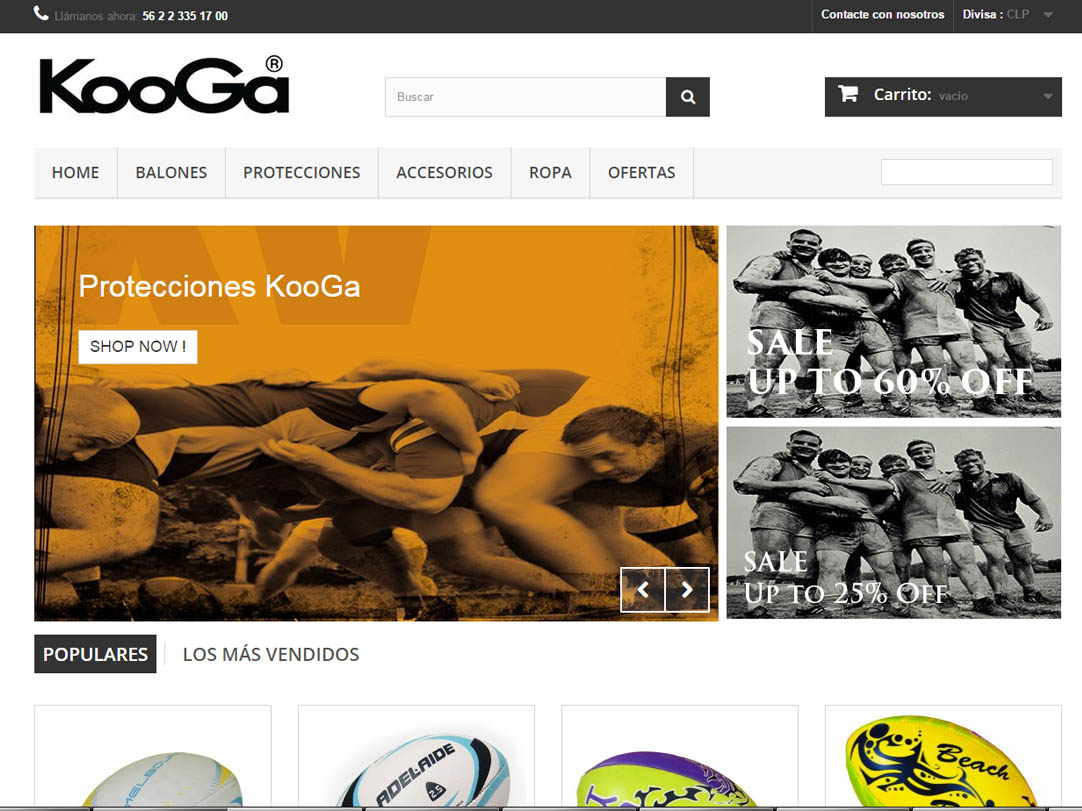 Llámanos ahora: 56 2 2 335 17 00
Contacte con nosotros
Divisa : CLP
KooGa®
Buscar
Carrito: vacio
HOME
BALONES
PROTECCIONES
ACCESORIOS
ROPA
OFERTAS
Protecciones KooGa
SHOP NOW !
SALE
UP TO 60% OFF
SALE
UP TO 25% OFF
POPULARES
LOS MÁS VENDIDOS
ADELAIDE
2.5
Beach